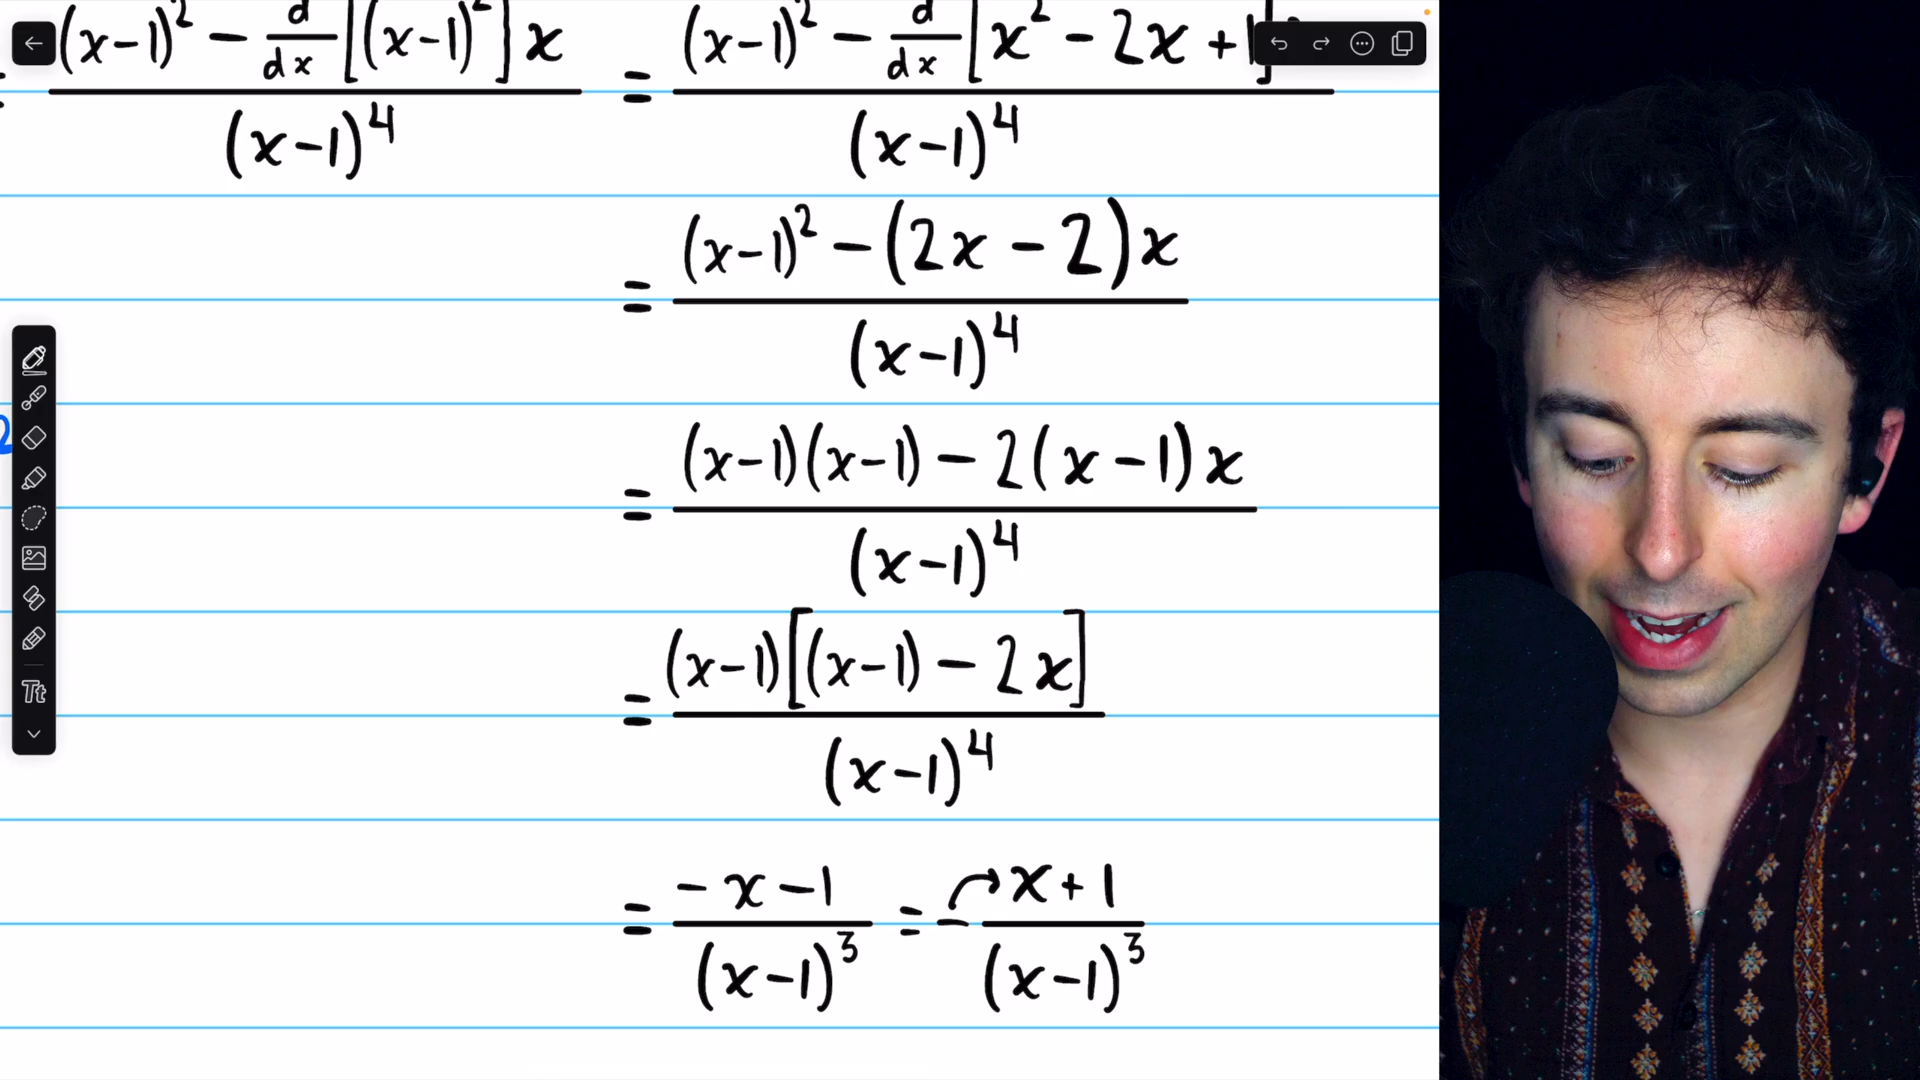 (x-1)² - d/dx [(x-1)²] x / (x-1)⁴ = (x-1)² - d/dx [x² - 2x + 1] / (x-1)⁴
= (x-1)² - (2x - 2)x / (x-1)⁴
2
= (x-1)(x-1) - 2(x-1)x / (x-1)⁴
= (x-1)[(x-1) - 2x] / (x-1)⁴
Tt
= -x-1 / (x-1)³ = - x+1 / (x-1)³